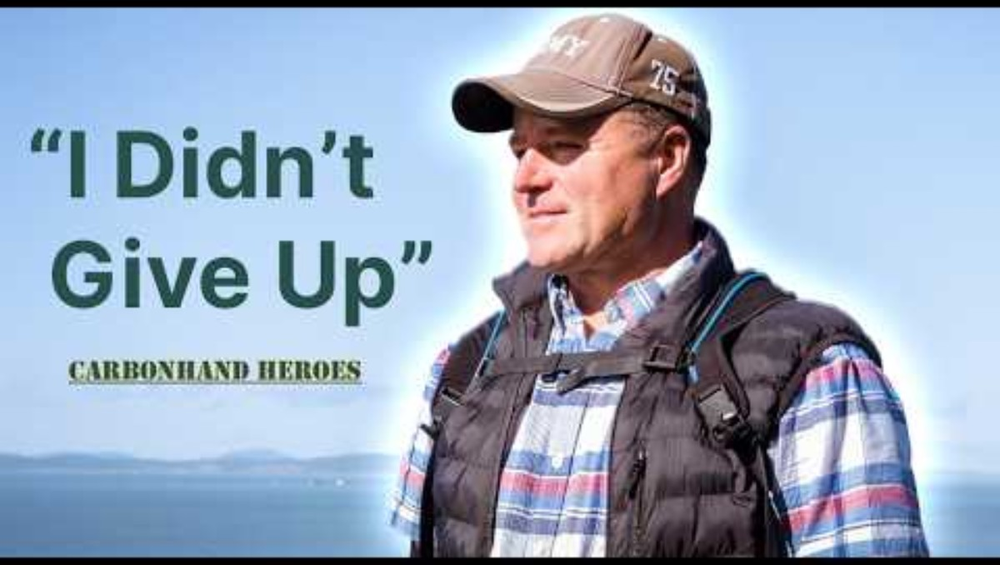 “I Didn’t
Give Up”
CARBONHAND HEROES
75